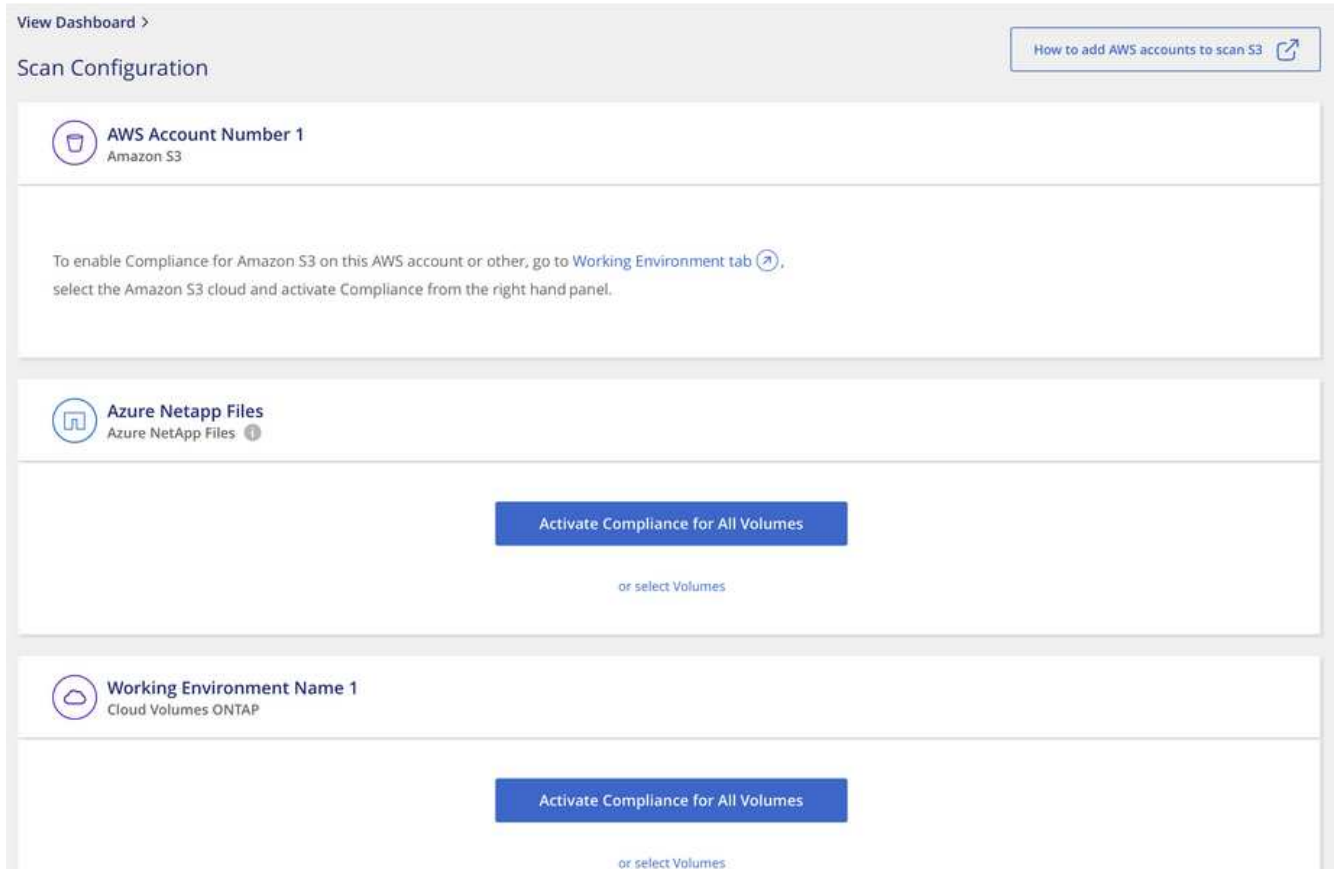 View Dashboard >
How to add AWS accounts to scan S3
Scan Configuration
AWS Account Number 1
Amazon S3
To enable Compliance for Amazon S3 on this AWS account or other, go to Working Environment tab ,
select the Amazon S3 cloud and activate Compliance from the right hand panel.
Azure Netapp Files
Azure NetApp Files
Activate Compliance for All Volumes
or select Volumes
Working Environment Name 1
Cloud Volumes ONTAP
Activate Compliance for All Volumes
or select Volumes